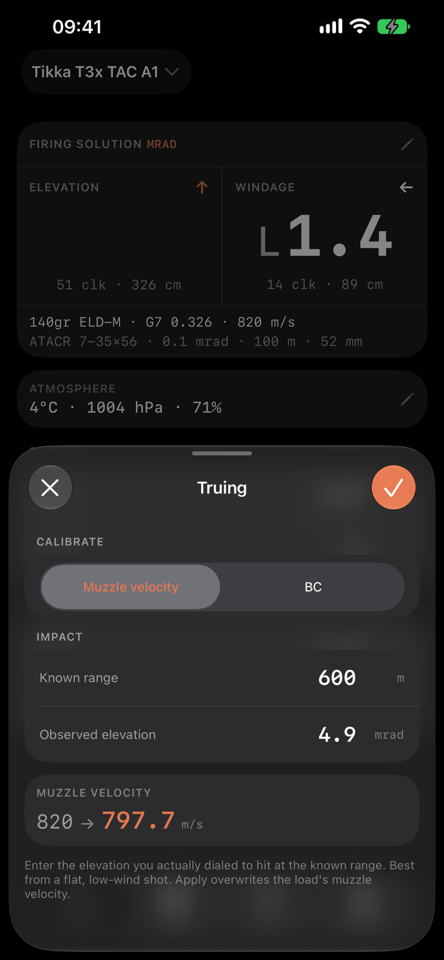 09:41
Tikka T3x TAC A1
FIRING SOLUTION MRAD
ELEVATION ↑ WINDAGE ←
L1.4
51 clk · 326 cm 14 clk · 89 cm
140gr ELD-M · G7 0.326 · 820 m/s
ATACR 7-35×56 · 0.1 mrad · 100 m · 52 mm
ATMOSPHERE
4°C · 1004 hPa · 71%
Truing
CALIBRATE
Muzzle velocity BC
IMPACT
Known range 600 m
Observed elevation 4.9 mrad
MUZZLE VELOCITY
820 → 797.7 m/s
Enter the elevation you actually dialed to hit at the known range. Best
from a flat, low-wind shot. Apply overwrites the load's muzzle
velocity.